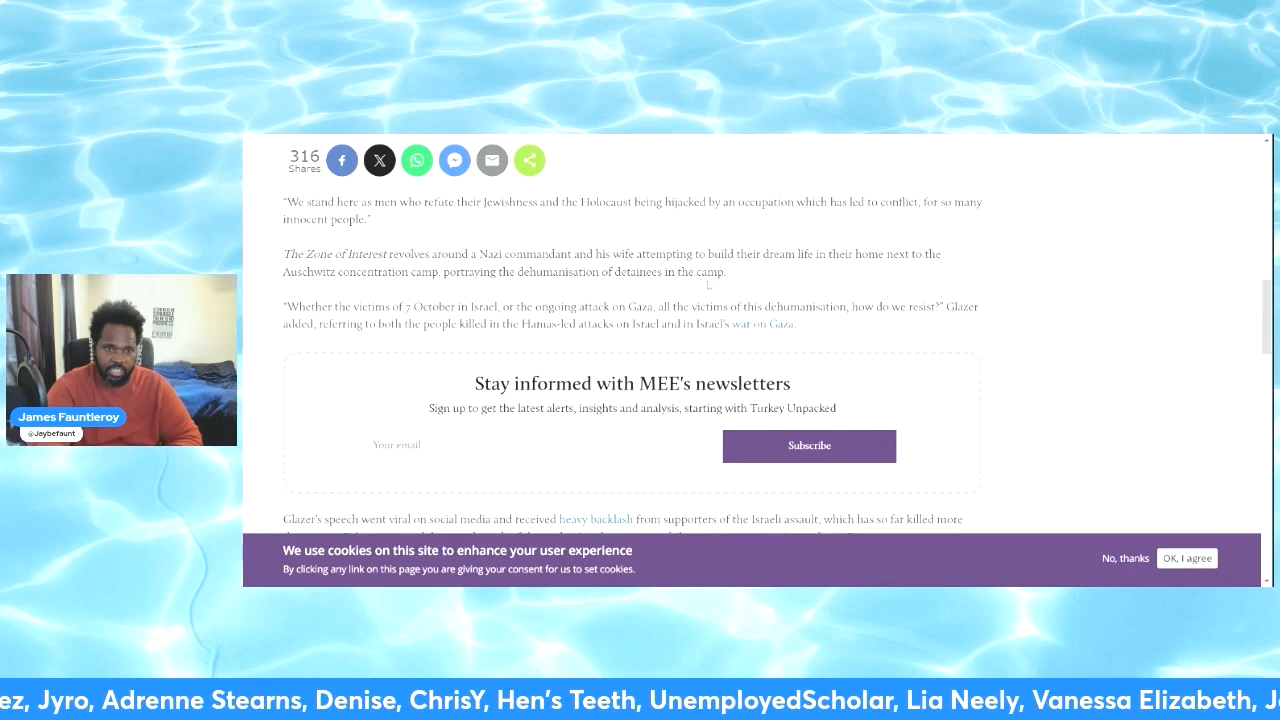 316
Shares
"We stand here as men who refute their Jewishness and the Holocaust being hijacked by an occupation which has led to conflict, for so many
innocent people."
The Zone of Interest revolves around a Nazi commandant and his wife attempting to build their dream life in their home next to the
Auschwitz concentration camp, portraying the dehumanisation of detainees in the camp.
"Whether the victims of 7 October in Israel, or the ongoing attack on Gaza, all the victims of this dehumanisation, how do we resist?" Glazer
added, referring to both the people killed in the Hamas-led attacks on Israel and in Israel's war on Gaza.
Stay informed with MEE's newsletters
Sign up to get the latest alerts, insights and analysis, starting with Turkey Unpacked
Your email
Subscribe
Glazer's speech went viral on social media and received heavy backlash from supporters of the Israeli assault, which has so far killed more
We use cookies on this site to enhance your user experience
By clicking any link on this page you are giving your consent for us to set cookies.
No, thanks
OK, I agree
James Fauntleroy
@Jaybefaunt
ez, Jyro, Adrenne Stearns, Denise, ChrisY, Hen's Teeth, UnemployedScholar, Lia Neely, Vanessa Elizabeth, J